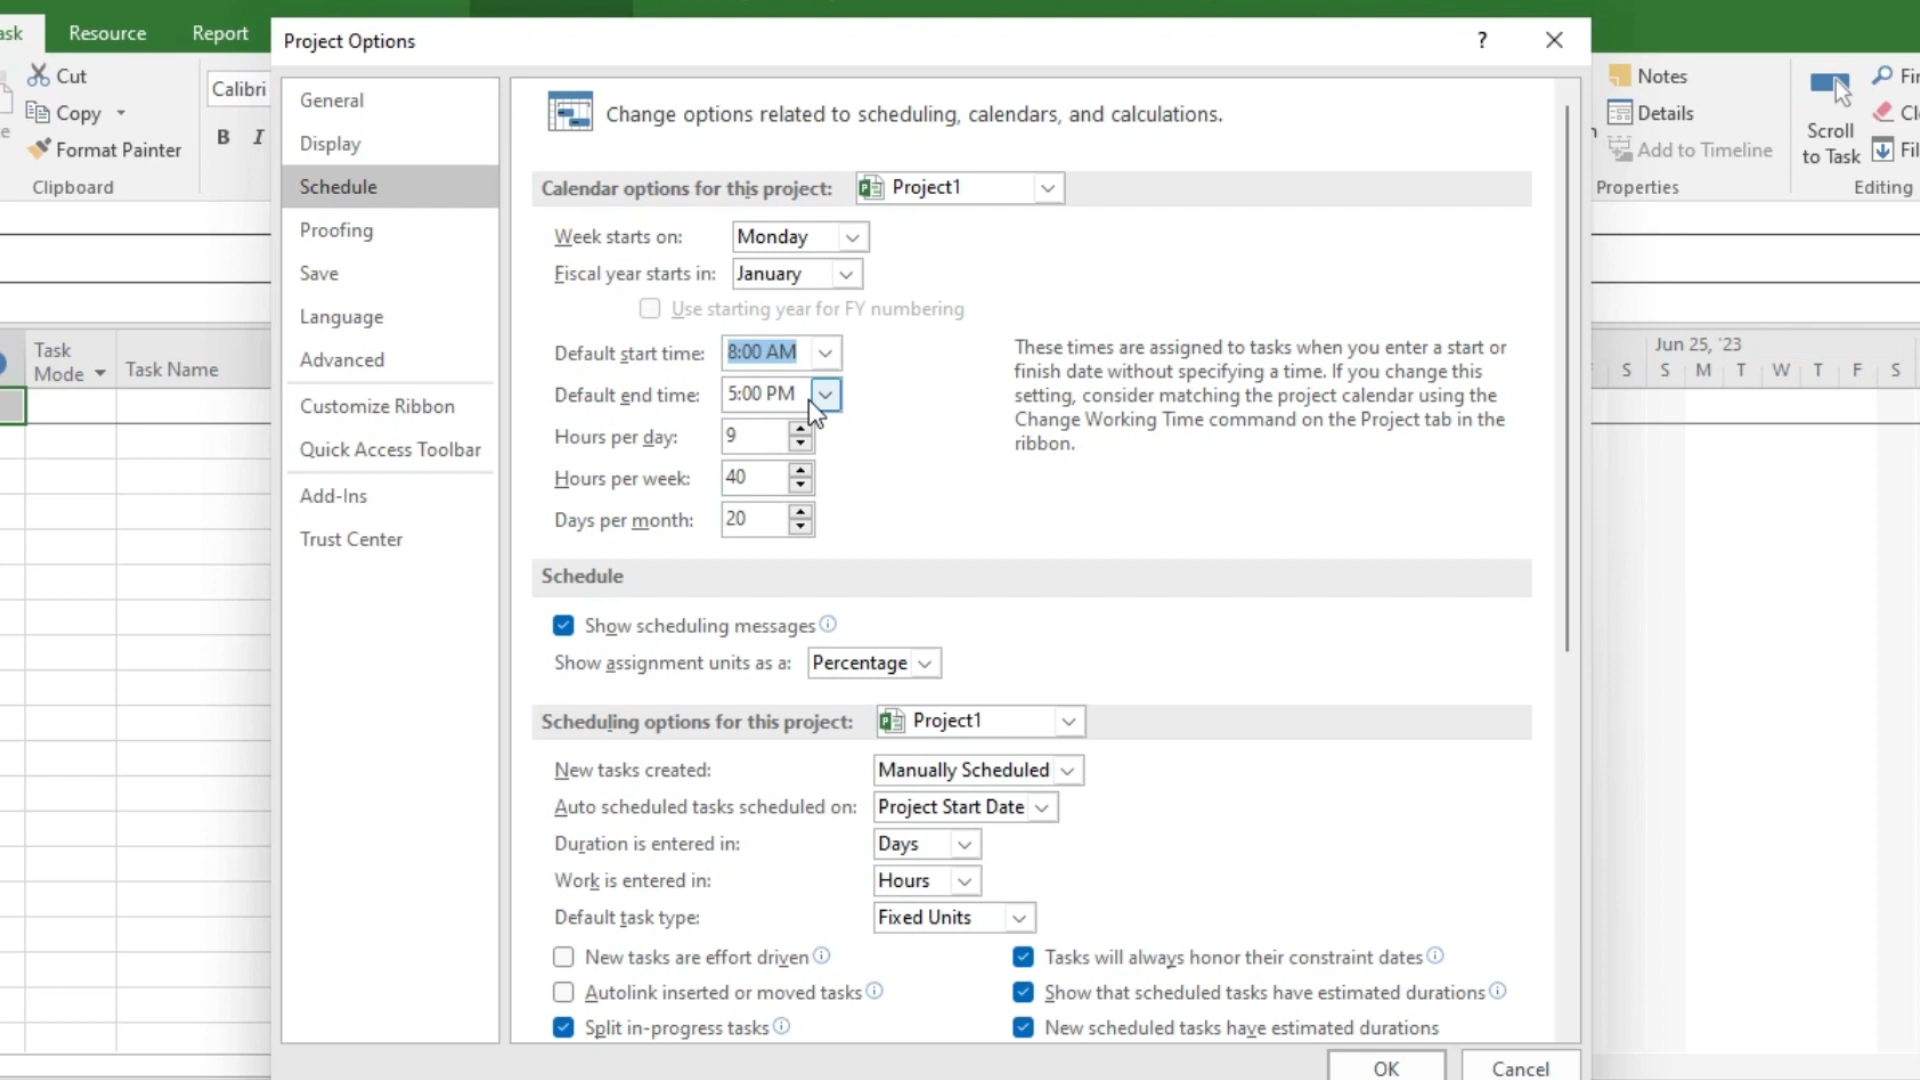 ask
Resource
Report
Cut
Copy
Format Painter
Clipboard
Calibri
B I
Project Options
?
Notes
Details
Add to Timeline
Properties
Scroll
to Task
Editing
General
Display
Schedule
Proofing
Save
Language
Advanced
Customize Ribbon
Quick Access Toolbar
Add-Ins
Trust Center
Task
Mode
Task Name
Change options related to scheduling, calendars, and calculations.
Calendar options for this project: Project1
Week starts on: Monday
Fiscal year starts in: January
Use starting year for FY numbering
Default start time: 8:00 AM
Default end time: 5:00 PM
Hours per day: 9
Hours per week: 40
Days per month: 20
These times are assigned to tasks when you enter a start or
finish date without specifying a time. If you change this
setting, consider matching the project calendar using the
Change Working Time command on the Project tab in the
ribbon.
Schedule
Show scheduling messages
Show assignment units as a: Percentage
Scheduling options for this project: Project1
New tasks created: Manually Scheduled
Auto scheduled tasks scheduled on: Project Start Date
Duration is entered in: Days
Work is entered in: Hours
Default task type: Fixed Units
New tasks are effort driven
Autolink inserted or moved tasks
Split in-progress tasks
Tasks will always honor their constraint dates
Show that scheduled tasks have estimated durations
New scheduled tasks have estimated durations
OK Cancel
Jun 25, '23
S S M T W T F S